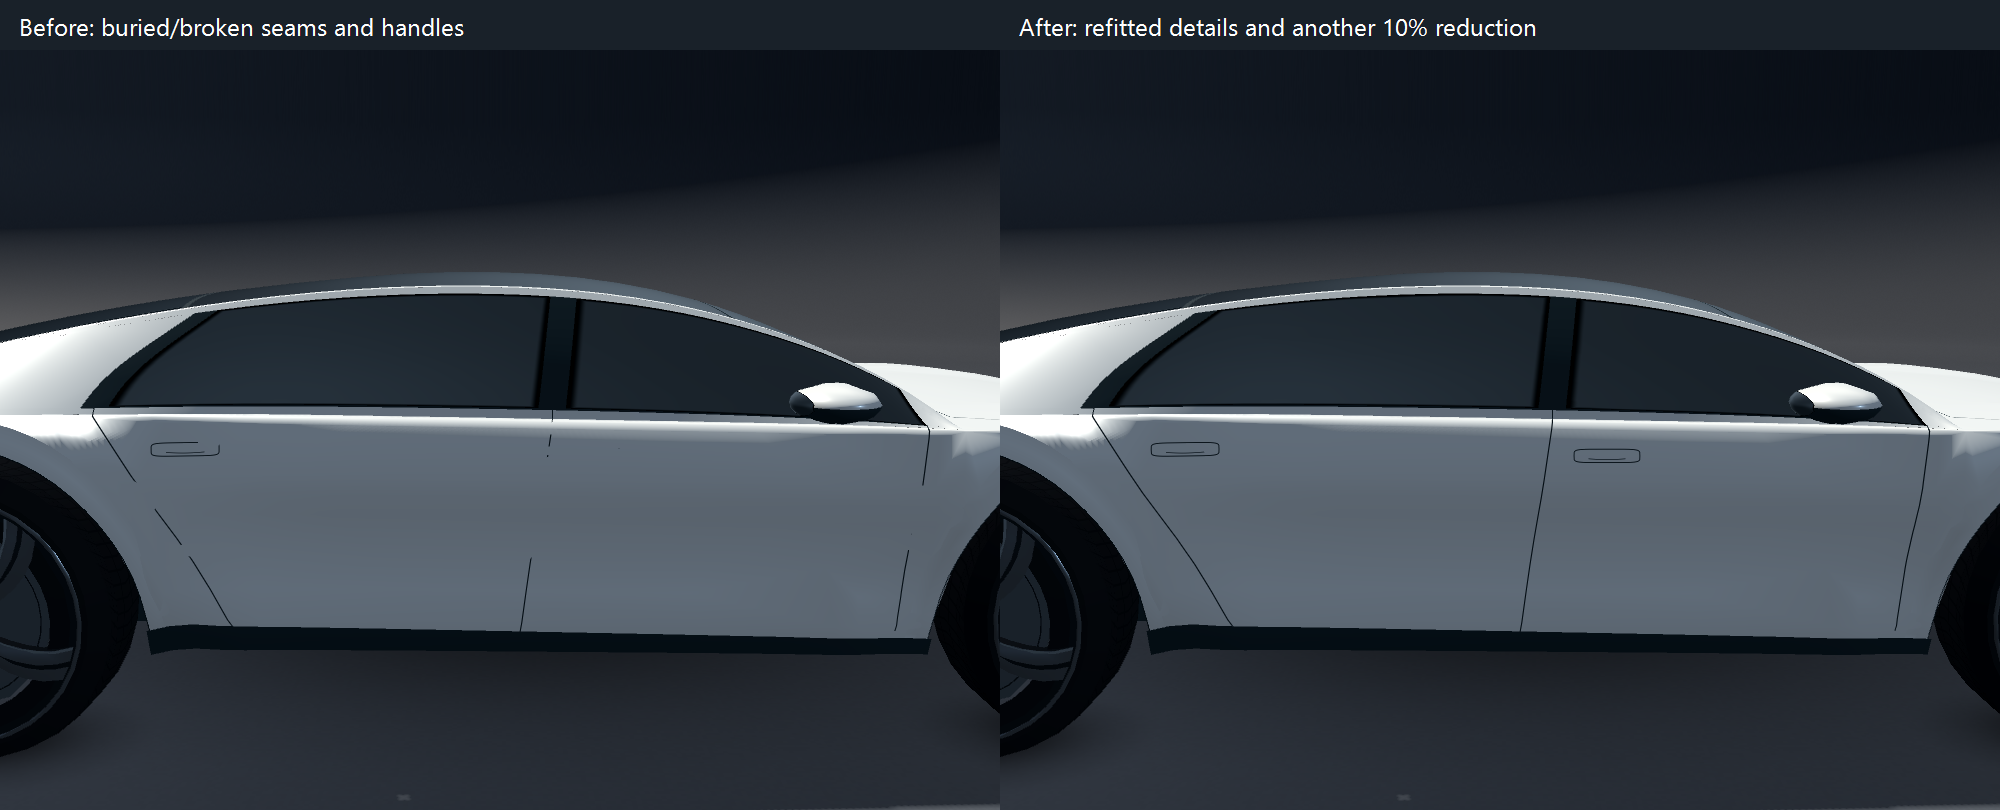 Before: buried/broken seams and handles
After: refitted details and another 10% reduction